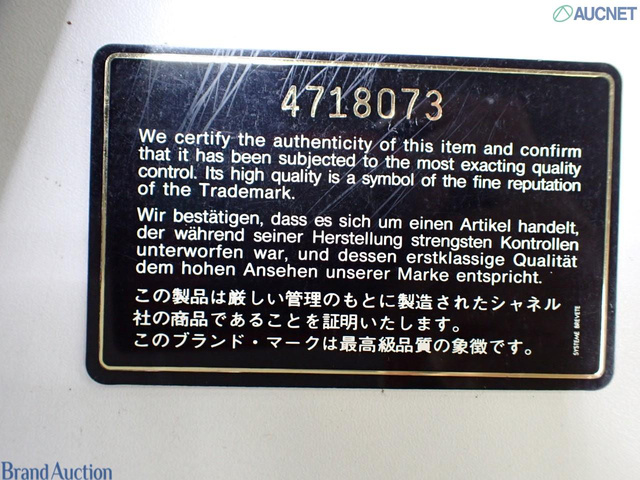 AUCNET
4718073
We certify the authenticity of this item and confirm
that it has been subjected to the most exacting quality
control. Its high quality is a symbol of the fine reputation
of the Trademark.
Wir bestätigen, dass es sich um einen Artikel handelt,
der während seiner Herstellung strengsten Kontrollen
unterworfen war, und dessen erstklassige Qualität
dem hohen Ansehen unserer Marke entspricht.
この製品は厳しい管理のもとに製造されたシャネル
社の商品であることを証明いたします。
このブランド・マークは最高級品質の象徴です。
SYSTEME BREVETE
Brand Auction